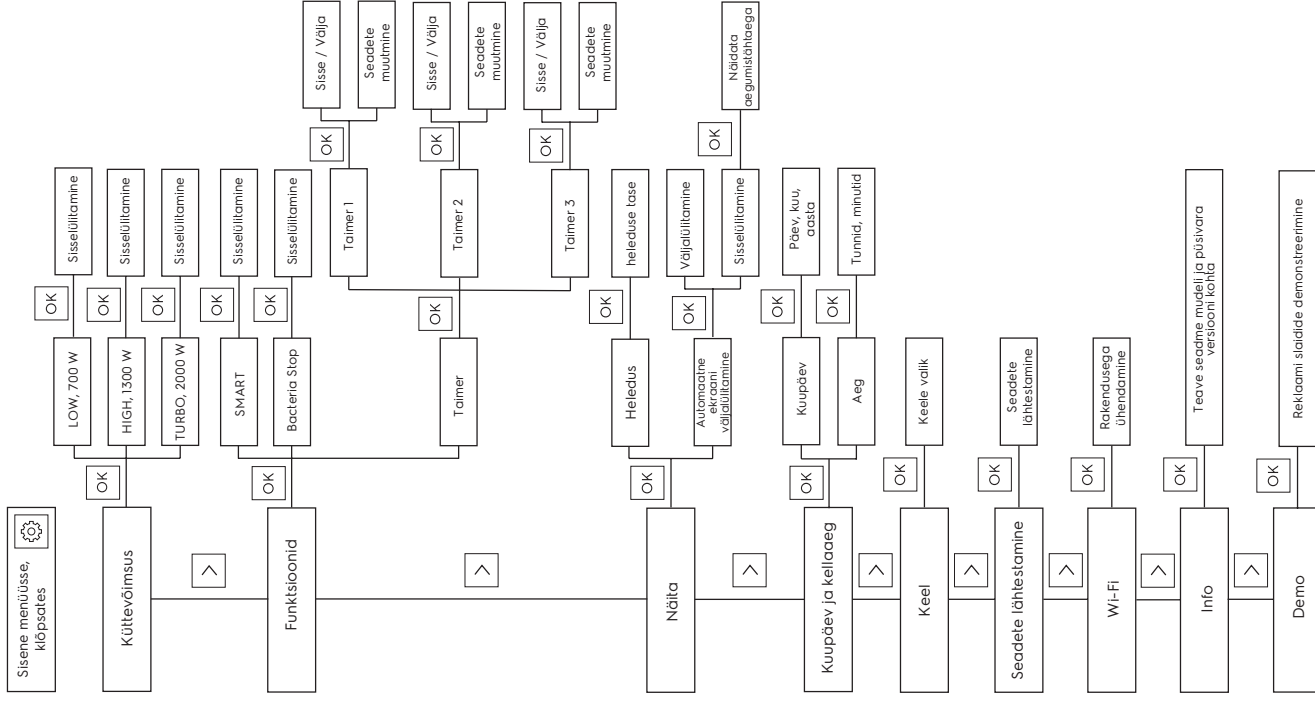 Sisene menüüsse,
klõpsates
Küttevõimsus
OK
LOW, 700 W
OK
Sisselülitamine
HIGH, 1300 W
OK
Sisselülitamine
TURBO, 2000 W
OK
Sisselülitamine
>
Funktsioonid
OK
SMART
OK
Sisselülitamine
Bacteria Stop
OK
Sisselülitamine
Taimer
OK
Taimer 1
OK
Sisse / Välja
Seadete
muutmine
Taimer 2
OK
Sisse / Välja
Seadete
muutmine
Taimer 3
OK
Sisse / Välja
Seadete
muutmine
>
Näita
OK
Heledus
OK
heleduse tase
Automaatne
ekraani
väljalülitamine
OK
Väljalülitamine
Sisselülitamine
OK
Näidata
aegumistähtaega
>
Kuupäev ja kellaaeg
OK
Kuupäev
OK
Päev, kuu,
aasta
Aeg
OK
Tunnid, minutid
>
Keel
OK
Keele valik
>
Seadete lähtestamine
OK
Seadete
lähtestamine
>
Wi-Fi
OK
Rakendusega
ühendamine
>
Info
OK
Teave seadme mudeli ja püsivara
versiooni kohta
>
Demo
OK
Reklaami slaidide demonstreerimine